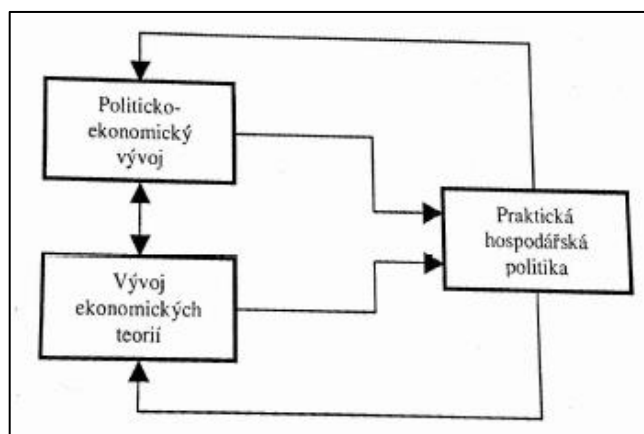 Politicko-
ekonomický
vývoj
Vývoj
ekonomických
teorií
Praktická
hospodářská
politika